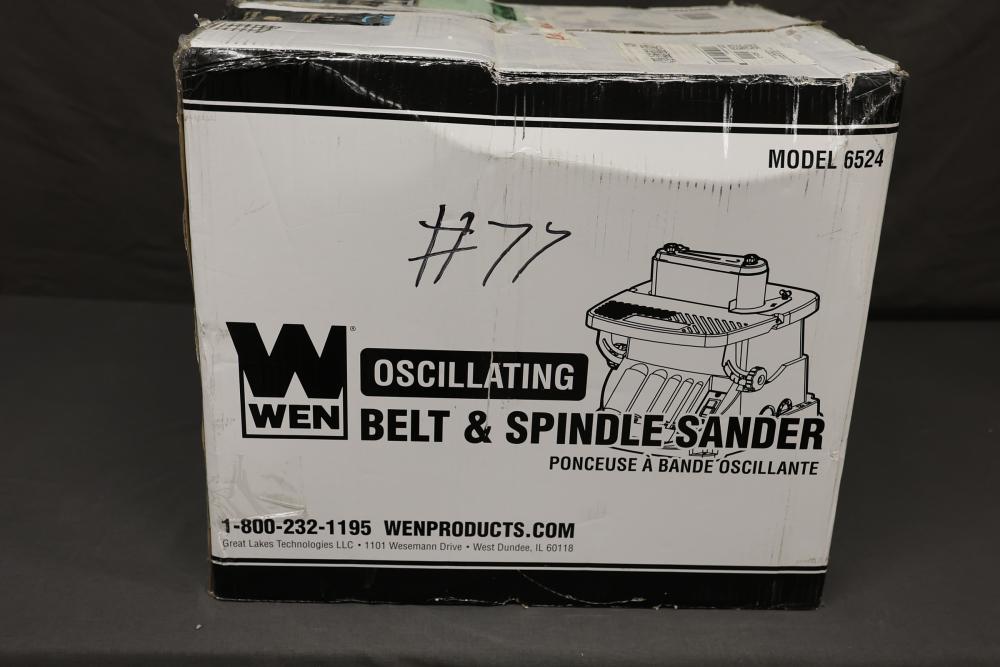 MODEL 6524
#77
WEN®
OSCILLATING
BELT & SPINDLE SANDER
PONCEUSE À BANDE OSCILLANTE
1-800-232-1195 WENPRODUCTS.COM
Great Lakes Technologies LLC • 1101 Wesemann Drive • West Dundee, IL 60118